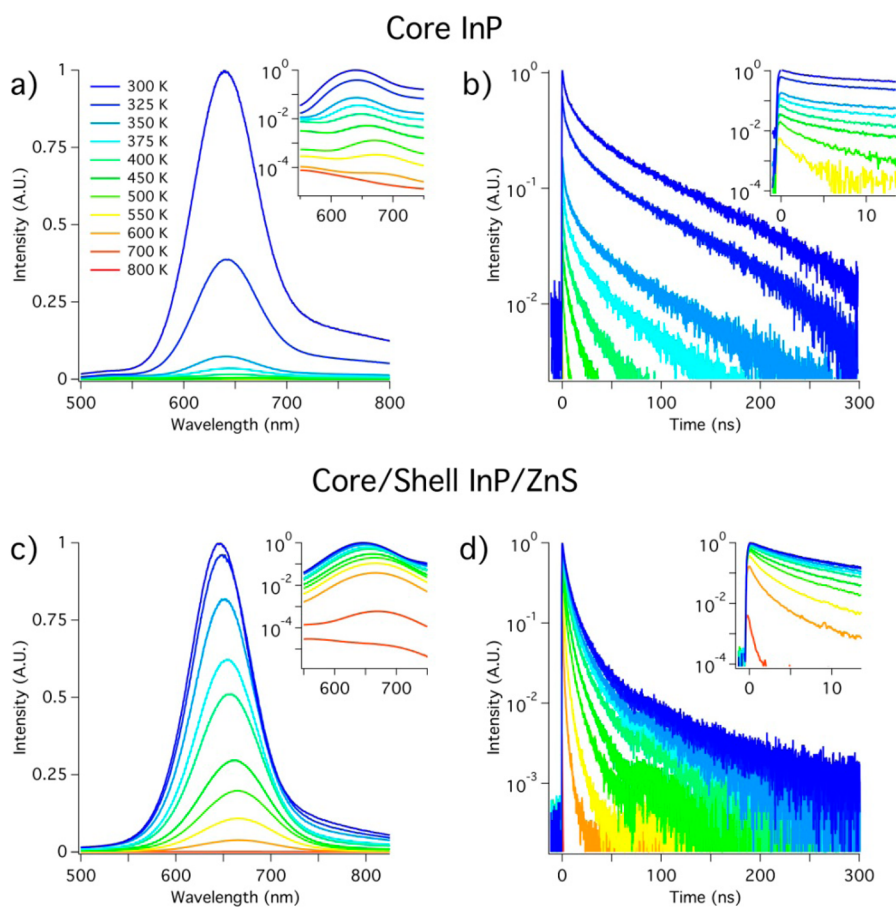 Core InP
a)
Intensity (A.U.)
1
0.75
0.5
0.25
0
500
600
700
800
Wavelength (nm)
300 K
325 K
350 K
375 K
400 K
450 K
500 K
550 K
600 K
700 K
800 K
10^0
10^-2
10^-4
600
700
b)
Intensity (A.U.)
10^0
10^-1
10^-2
0
100
200
300
Time (ns)
10^0
10^-2
10^-4
0
10
Core/Shell InP/ZnS
c)
Intensity (A.U.)
1
0.75
0.5
0.25
0
500
600
700
800
Wavelength (nm)
10^0
10^-2
10^-4
600
700
d)
Intensity (A.U.)
10^0
10^-1
10^-2
10^-3
0
100
200
300
Time (ns)
10^0
10^-2
10^-4
0
10